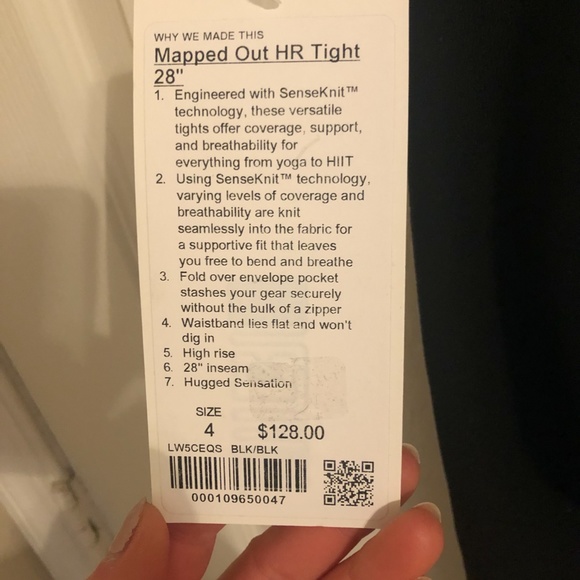 WHY WE MADE THIS
Mapped Out HR Tight
28"
1. Engineered with SenseKnit™
technology, these versatile
tights offer coverage, support,
and breathability for
everything from yoga to HIIT
2. Using SenseKnit™ technology,
varying levels of coverage and
breathability are knit
seamlessly into the fabric for
a supportive fit that leaves
you free to bend and breathe
3. Fold over envelope pocket
stashes your gear securely
without the bulk of a zipper
4. Waistband lies flat and won't
dig in
5. High rise
6. 28" inseam
7. Hugged Sensation
SIZE
4 $128.00
LW5CEQS BLK/BLK
000109650047